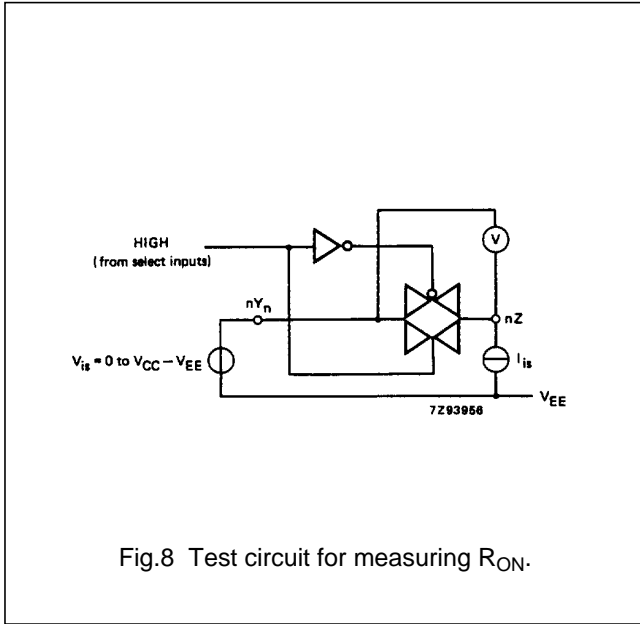 HIGH
(from select inputs)
V
nYn
nZ
Vis = 0 to VCC – VEE
Iis
7Z93956
VEE
Fig.8 Test circuit for measuring RON.